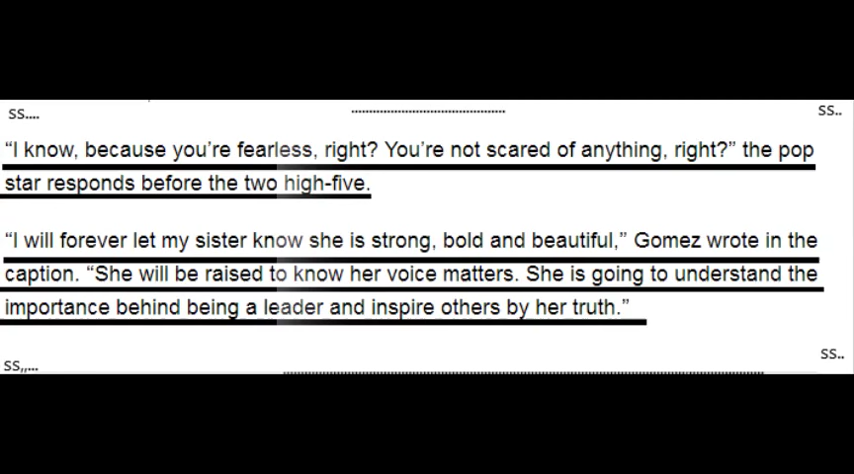 ss.... ss..
“I know, because you’re fearless, right? You’re not scared of anything, right?” the pop
star responds before the two high-five.
“I will forever let my sister know she is strong, bold and beautiful,” Gomez wrote in the
caption. “She will be raised to know her voice matters. She is going to understand the
importance behind being a leader and inspire others by her truth.”
ss,,... ss..